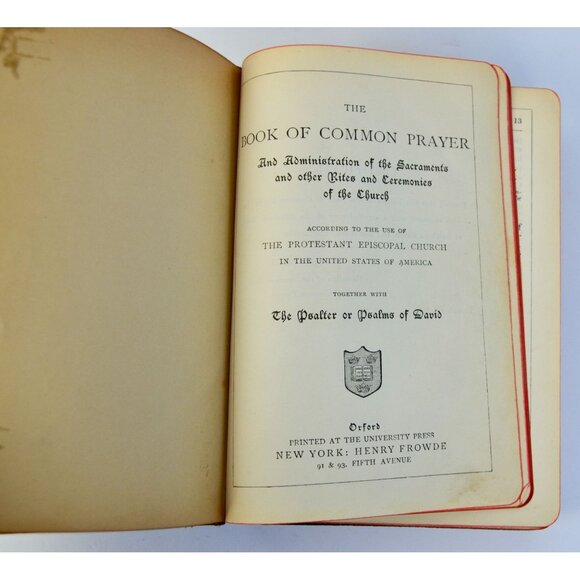 THE
BOOK OF COMMON PRAYER
And Administration of the Sacraments
and other Rites and Ceremonies
of the Church
ACCORDING TO THE USE OF
THE PROTESTANT EPISCOPAL CHURCH
IN THE UNITED STATES OF AMERICA
TOGETHER WITH
The Psalter or Psalms of David
Oxford
PRINTED AT THE UNIVERSITY PRESS
NEW YORK: HENRY FROWDE
91 & 93, FIFTH AVENUE
13